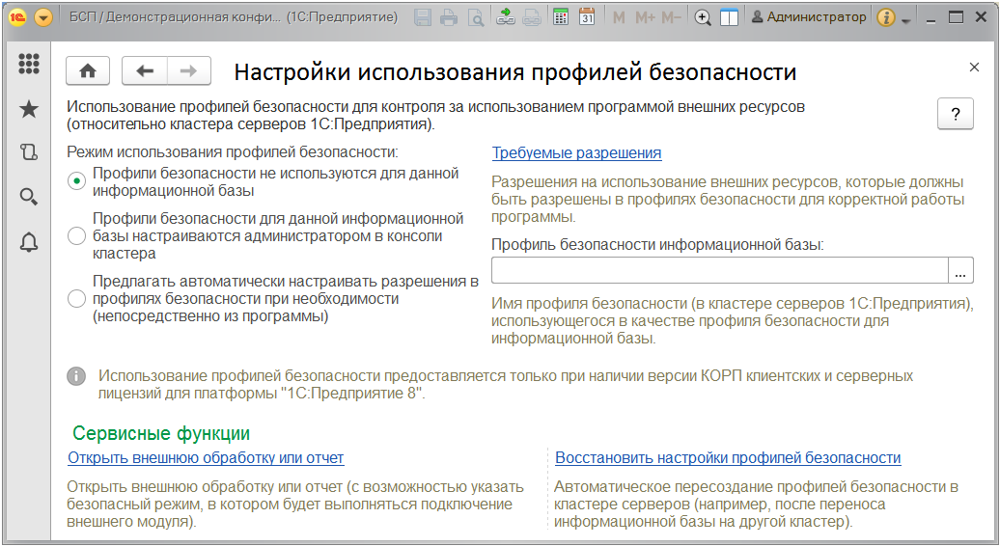 БСП / Демонстрационная конфи... (1С:Предприятие)
M M+ M-
31
Администратор
Настройки использования профилей безопасности
Использование профилей безопасности для контроля за использованием программой внешних ресурсов
(относительно кластера серверов 1С:Предприятия).
?
Режим использования профилей безопасности:
Профили безопасности не используются для данной
информационной базы
Профили безопасности для данной информационной
базы настраиваются администратором в консоли
кластера
Предлагать автоматически настраивать разрешения в
профилях безопасности при необходимости
(непосредственно из программы)
Требуемые разрешения
Разрешения на использование внешних ресурсов, которые должны
быть разрешены в профилях безопасности для корректной работы
программы.
Профиль безопасности информационной базы:
...
Имя профиля безопасности (в кластере серверов 1С:Предприятия),
использующегося в качестве профиля безопасности для
информационной базы.
Использование профилей безопасности предоставляется только при наличии версии КОРП клиентских и серверных
лицензий для платформы "1С:Предприятие 8".
Сервисные функции
Открыть внешнюю обработку или отчет
Открыть внешнюю обработку или отчет (с возможностью указать
безопасный режим, в котором будет выполняться подключение
внешнего модуля).
Восстановить настройки профилей безопасности
Автоматическое пересоздание профилей безопасности в
кластере серверов (например, после переноса
информационной базы на другой кластер).